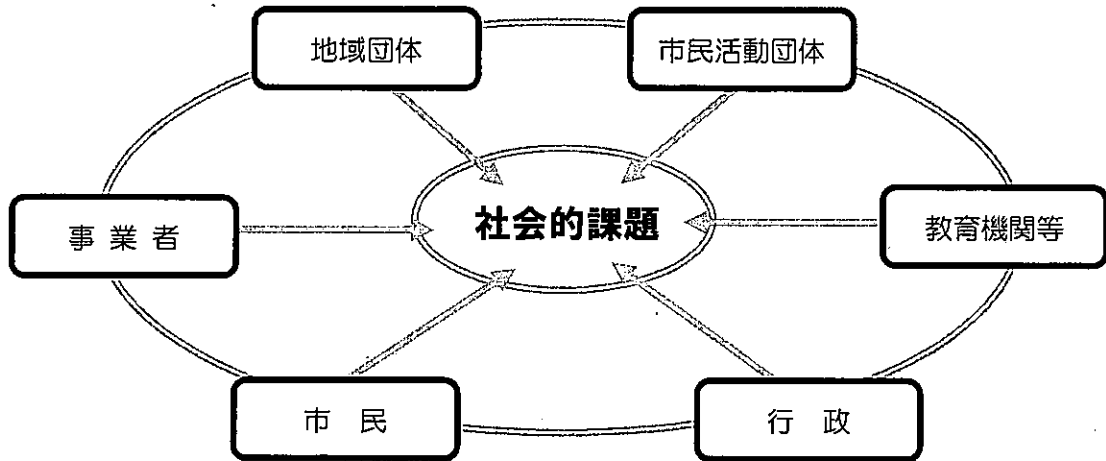 地域団体
市民活動団体
事業者
社会的課題
教育機関等
市民
行政